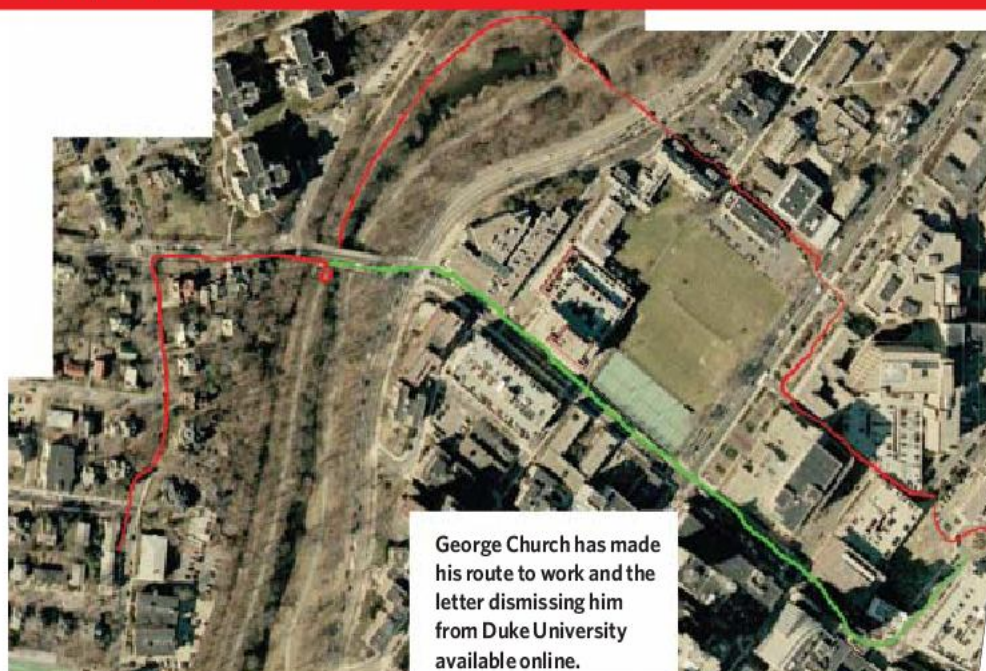 George Church has made
his route to work and the
letter dismissing him
from Duke University
available online.